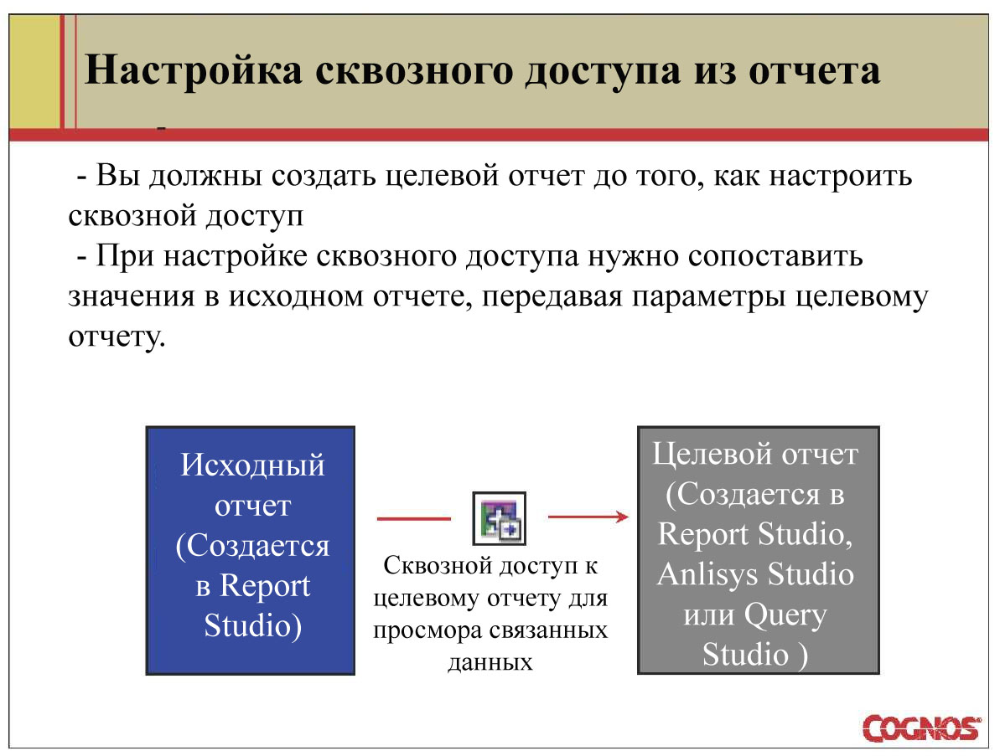 Настройка сквозного доступа из отчета
-
- Вы должны создать целевой отчет до того, как настроить
сквозной доступ
- При настройке сквозного доступа нужно сопоставить
значения в исходном отчете, передавая параметры целевому
отчету.
Исходный
отчет
(Создается
в Report
Studio)
Сквозной доступ к
целевому отчету для
просмора связанных
данных
Целевой отчет
(Создается в
Report Studio,
Anlisys Studio
или Query
Studio )
COGNOS